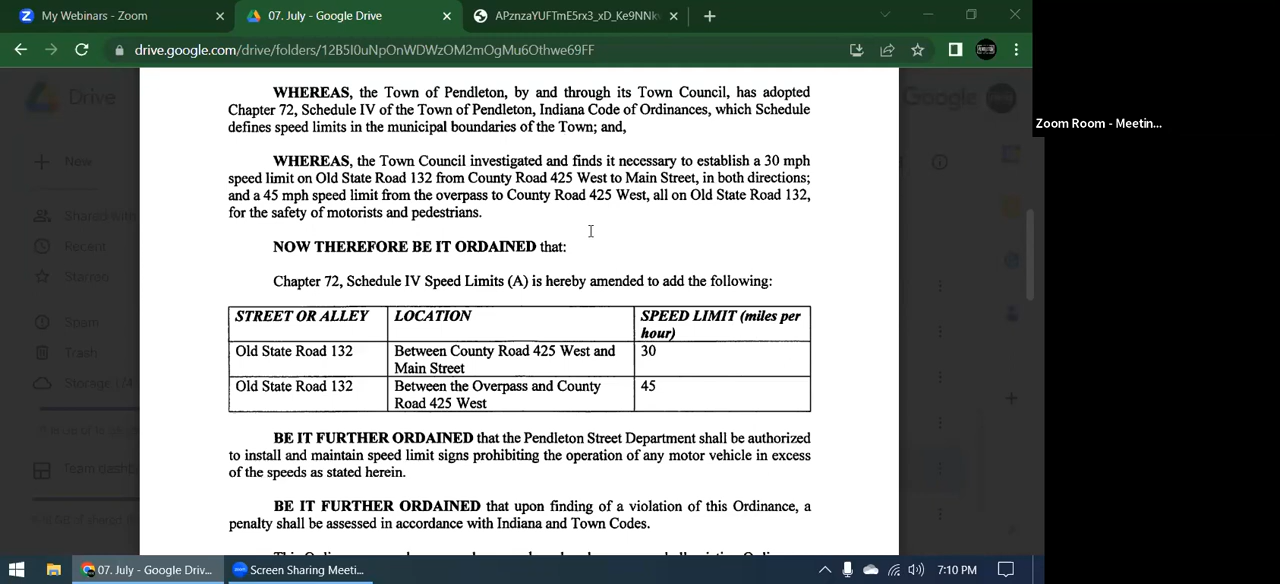 My Webinars - Zoom
07. July - Google Drive
APznzaYUFTmE5rx3_xD_Ke9NNkv
drive.google.com/drive/folders/12B5I0uNpOnWDWzOM2mOgMu6Othwe69FF
Drive
Google
New
Shared with
Recent
Starred
Spam
Trash
WHEREAS, the Town of Pendleton, by and through its Town Council, has adopted
Chapter 72, Schedule IV of the Town of Pendleton, Indiana Code of Ordinances, which Schedule
defines speed limits in the municipal boundaries of the Town; and,
WHEREAS, the Town Council investigated and finds it necessary to establish a 30 mph
speed limit on Old State Road 132 from County Road 425 West to Main Street, in both directions;
and a 45 mph speed limit from the overpass to County Road 425 West, all on Old State Road 132,
for the safety of motorists and pedestrians.
NOW THEREFORE BE IT ORDAINED that:
Chapter 72, Schedule IV Speed Limits (A) is hereby amended to add the following:
STREET OR ALLEY LOCATION SPEED LIMIT (miles per
hour)
Old State Road 132 Between County Road 425 West and 30
Main Street
Old State Road 132 Between the Overpass and County 45
Road 425 West
BE IT FURTHER ORDAINED that the Pendleton Street Department shall be authorized
to install and maintain speed limit signs prohibiting the operation of any motor vehicle in excess
of the speeds as stated herein.
BE IT FURTHER ORDAINED that upon finding of a violation of this Ordinance, a
penalty shall be assessed in accordance with Indiana and Town Codes.
Zoom Room - Meetin...
07. July - Google Driv...
Screen Sharing Meeti...
7:10 PM